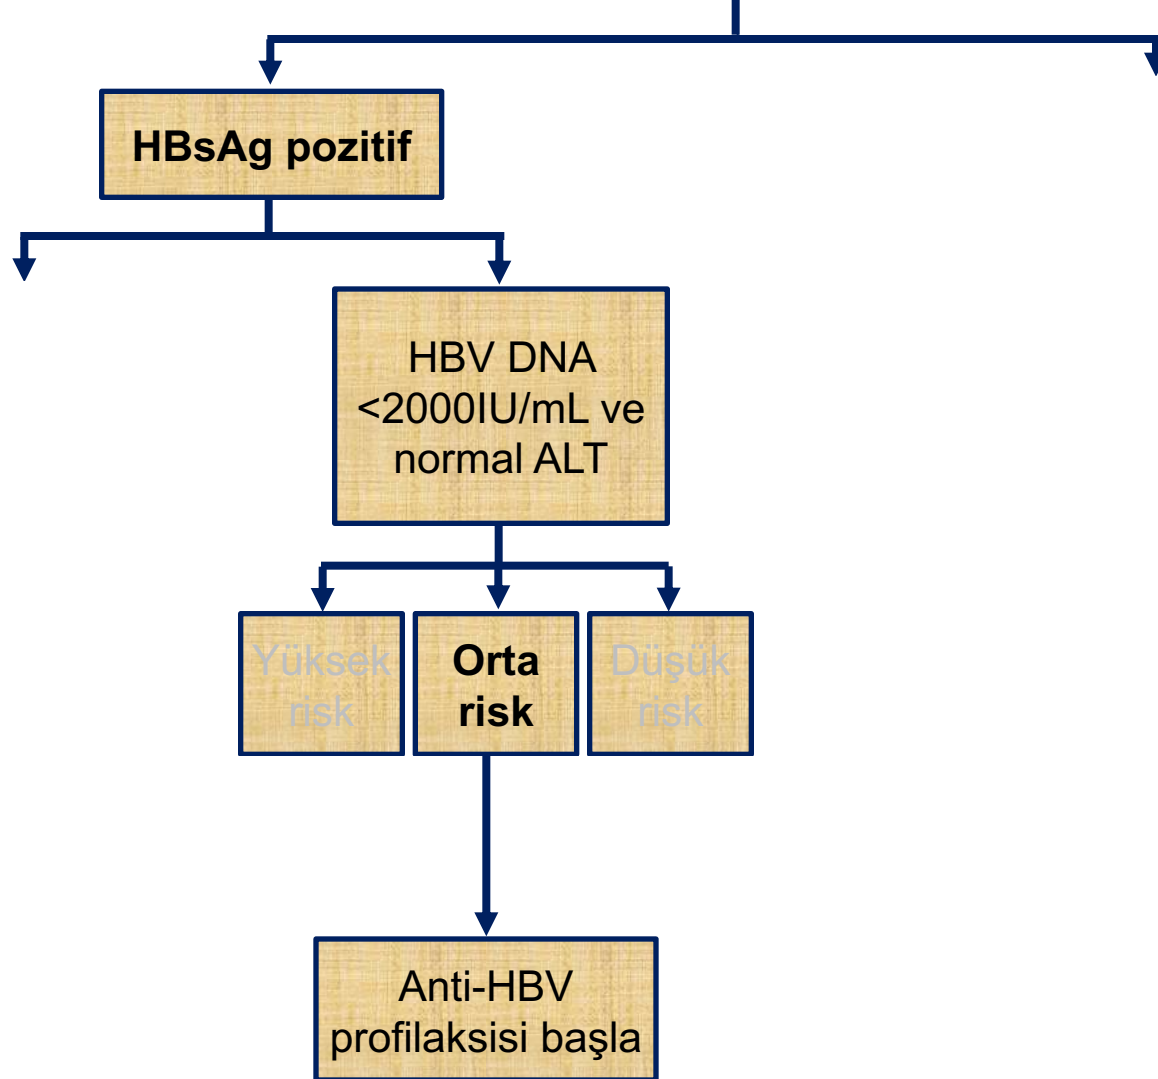 HBsAg pozitif
HBV DNA
<2000IU/mL ve
normal ALT
Yüksek
risk
Orta
risk
Düşük
risk
Anti-HBV
profilaksisi başla